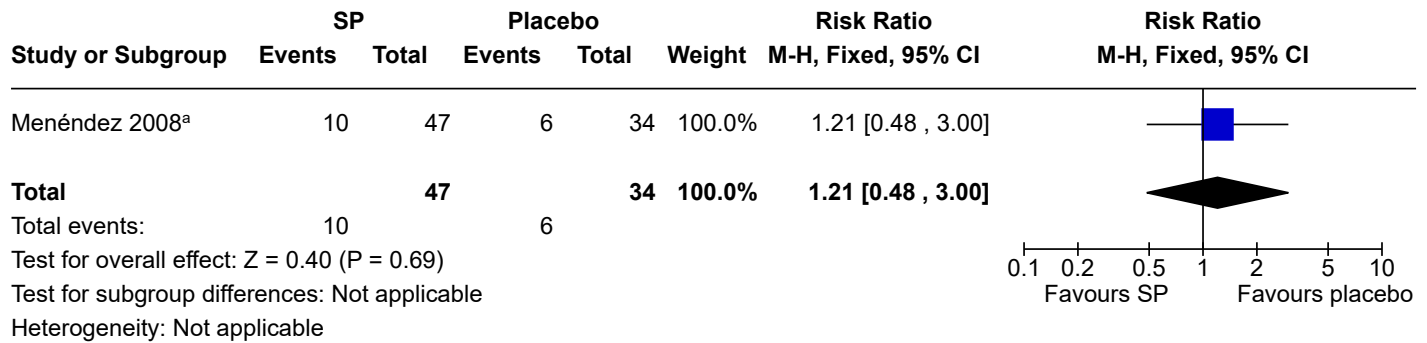 SP Placebo Risk Ratio Risk Ratio
Study or Subgroup Events Total Events Total Weight M-H, Fixed, 95% CI M-H, Fixed, 95% CI
Menéndez 2008ᵃ 10 47 6 34 100.0% 1.21 [0.48 , 3.00]
Total 47 34 100.0% 1.21 [0.48 , 3.00]
Total events: 10 6
Test for overall effect: Z = 0.40 (P = 0.69)
0.1 0.2 0.5 1 2 5 10
Test for subgroup differences: Not applicable Favours SP Favours placebo
Heterogeneity: Not applicable